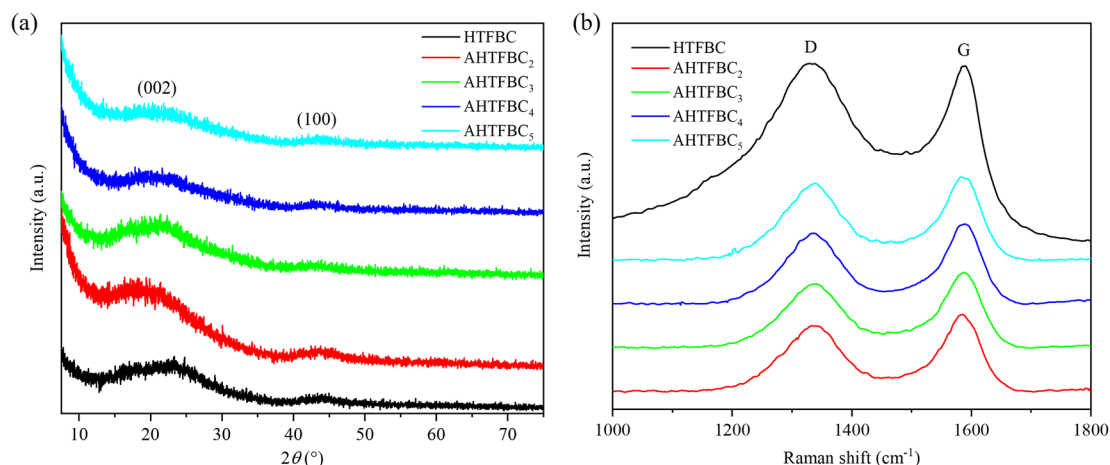 (a)
HTFBC
AHTFBC₂
AHTFBC₃
AHTFBC₄
AHTFBC₅
(002)
(100)
Intensity (a.u.)
10 20 30 40 50 60 70
2θ (°)
(b)
HTFBC
AHTFBC₂
AHTFBC₃
AHTFBC₄
AHTFBC₅
D G
Intensity (a.u.)
1000 1200 1400 1600 1800
Raman shift (cm⁻¹)